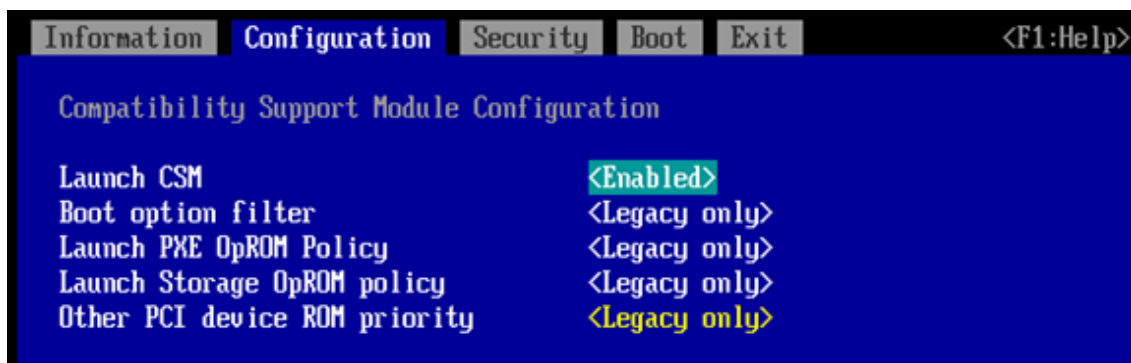 Information Configuration Security Boot Exit <F1:Help>
Compatibility Support Module Configuration
Launch CSM <Enabled>
Boot option filter <Legacy only>
Launch PXE OpROM Policy <Legacy only>
Launch Storage OpROM policy <Legacy only>
Other PCI device ROM priority <Legacy only>